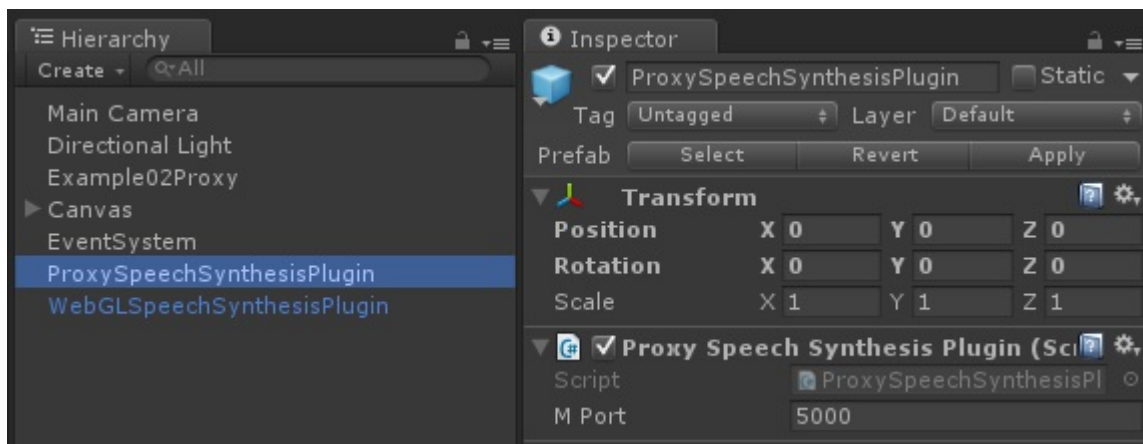 Hierarchy
Create
All
Main Camera
Directional Light
Example02Proxy
Canvas
EventSystem
ProxySpeechSynthesisPlugin
WebGLSpeechSynthesisPlugin
Inspector
ProxySpeechSynthesisPlugin Static
Tag Untagged Layer Default
Prefab Select Revert Apply
Transform
Position X 0 Y 0 Z 0
Rotation X 0 Y 0 Z 0
Scale X 1 Y 1 Z 1
Proxy Speech Synthesis Plugin (Sc
Script ProxySpeechSynthesisPl
M Port 5000